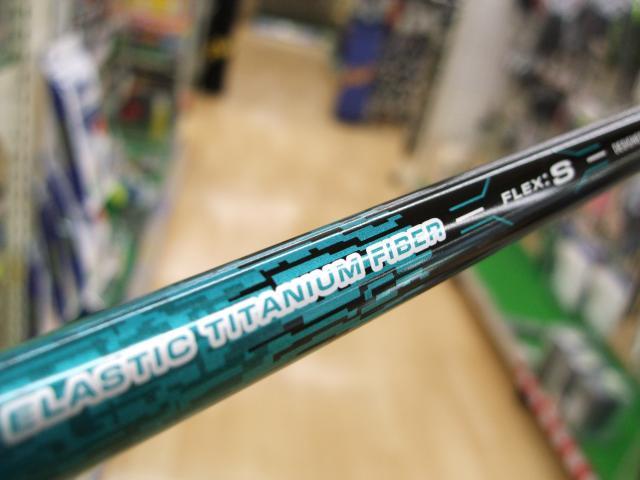 ELASTIC TITANIUM FIBER – FLEX:S –